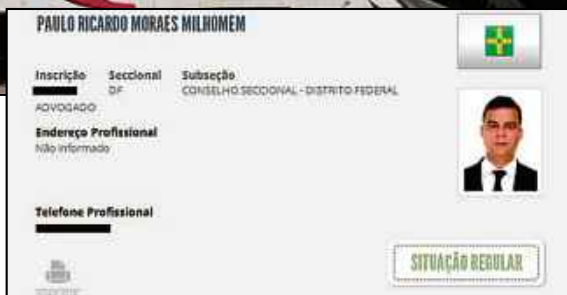 PAULO RICARDO MORAES MILHOMEM
Inscrição Seccional Subseção
DF CONSELHO SECCIONAL - DISTRITO FEDERAL
ADVOGADO
Endereço Profissional
Não informado
Telefone Profissional
SITUAÇÃO REGULAR